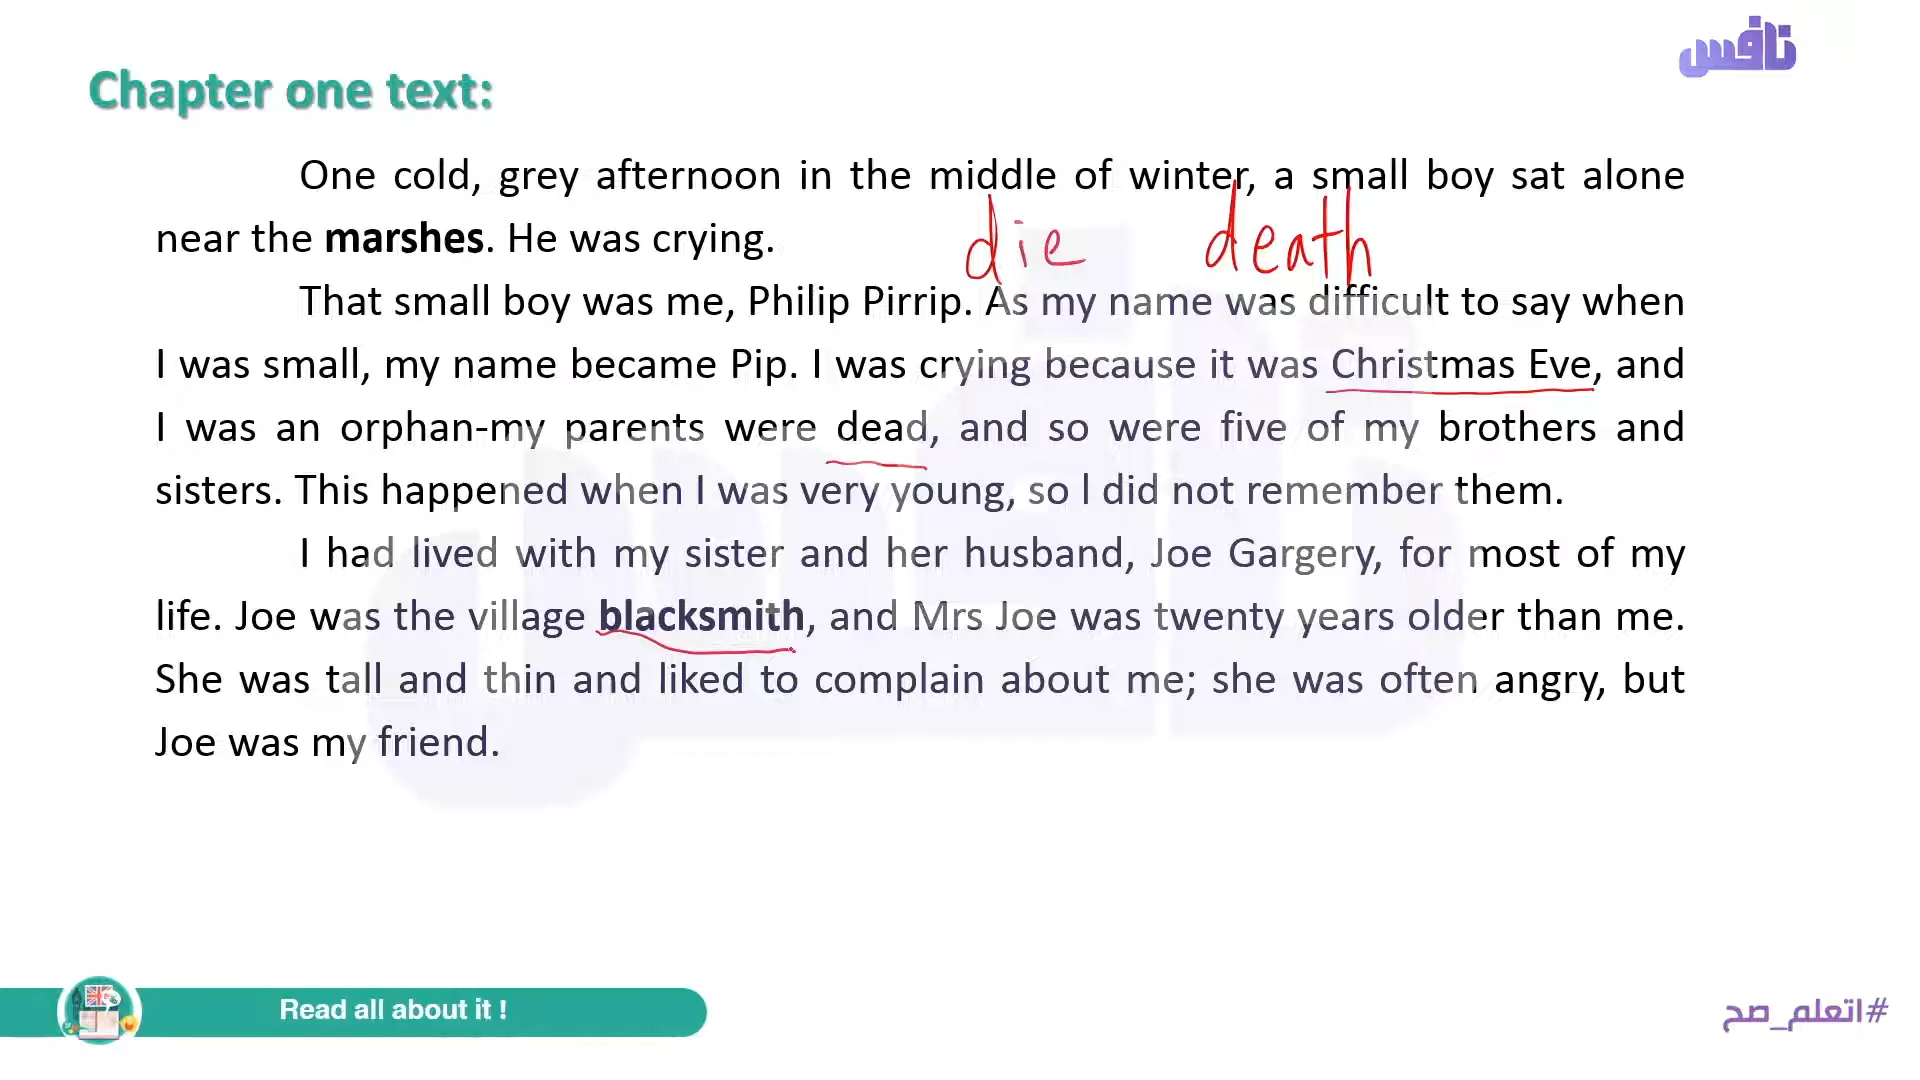 نافس
Chapter one text:
One cold, grey afternoon in the middle of winter, a small boy sat alone
near the marshes. He was crying.
die death
That small boy was me, Philip Pirrip. As my name was difficult to say when
I was small, my name became Pip. I was crying because it was Christmas Eve, and
I was an orphan-my parents were dead, and so were five of my brothers and
sisters. This happened when I was very young, so I did not remember them.
I had lived with my sister and her husband, Joe Gargery, for most of my
life. Joe was the village blacksmith, and Mrs Joe was twenty years older than me.
She was tall and thin and liked to complain about me; she was often angry, but
Joe was my friend.
Read all about it !
#اتعلم_صح